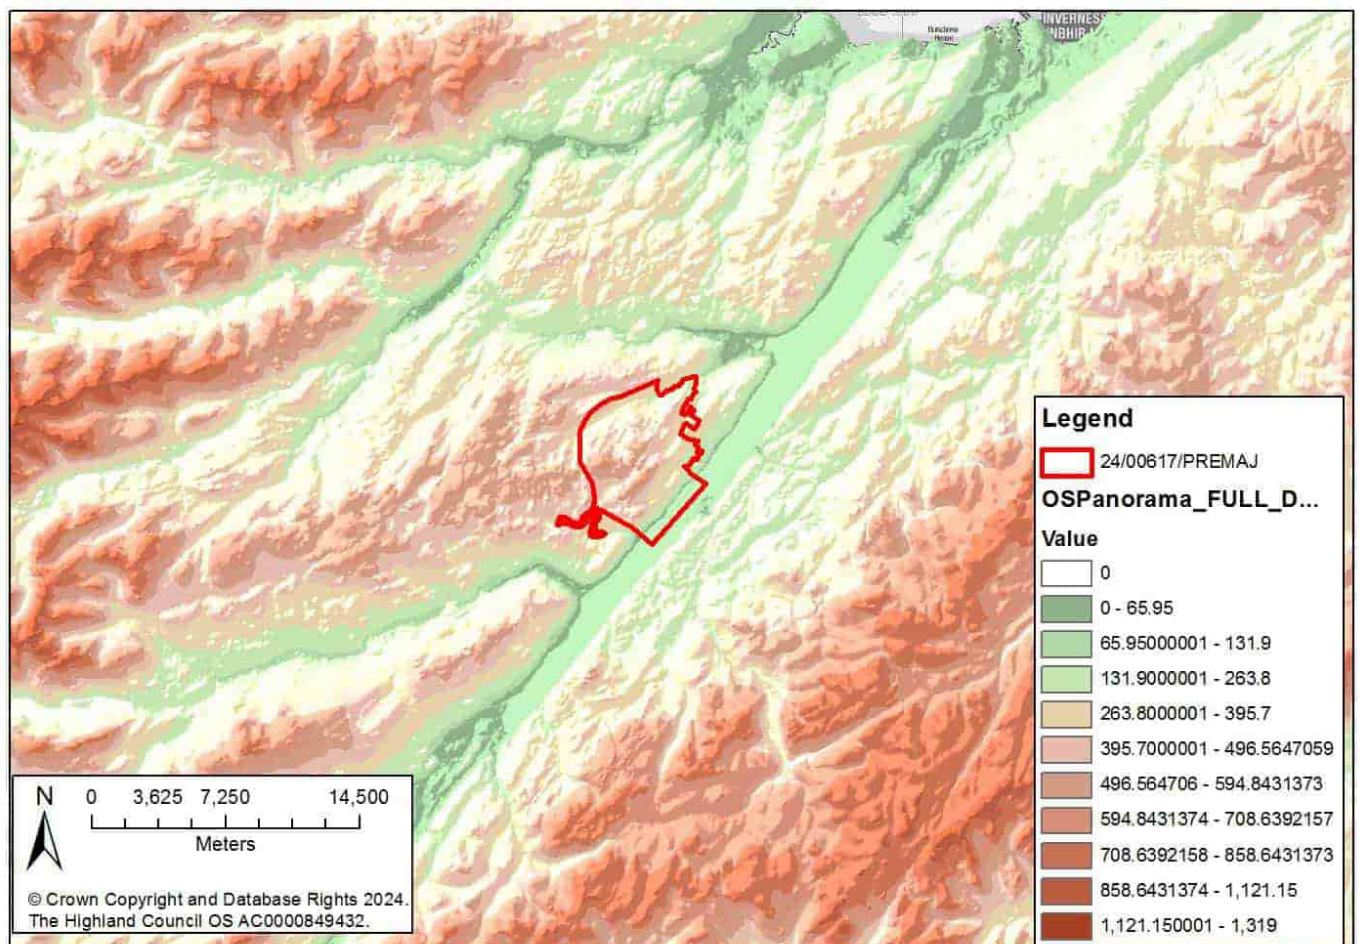 Bunchrew
House
INVERNESS
Legend
24/00617/PREMAJ
OSPanorama_FULL_D...
Value
0
0 - 65.95
65.95000001 - 131.9
131.9000001 - 263.8
263.8000001 - 395.7
395.7000001 - 496.5647059
496.564706 - 594.8431373
594.8431374 - 708.6392157
708.6392158 - 858.6431373
858.6431374 - 1,121.15
1,121.150001 - 1,319
N 0 3,625 7,250 14,500
Meters
© Crown Copyright and Database Rights 2024.
The Highland Council OS AC0000849432.